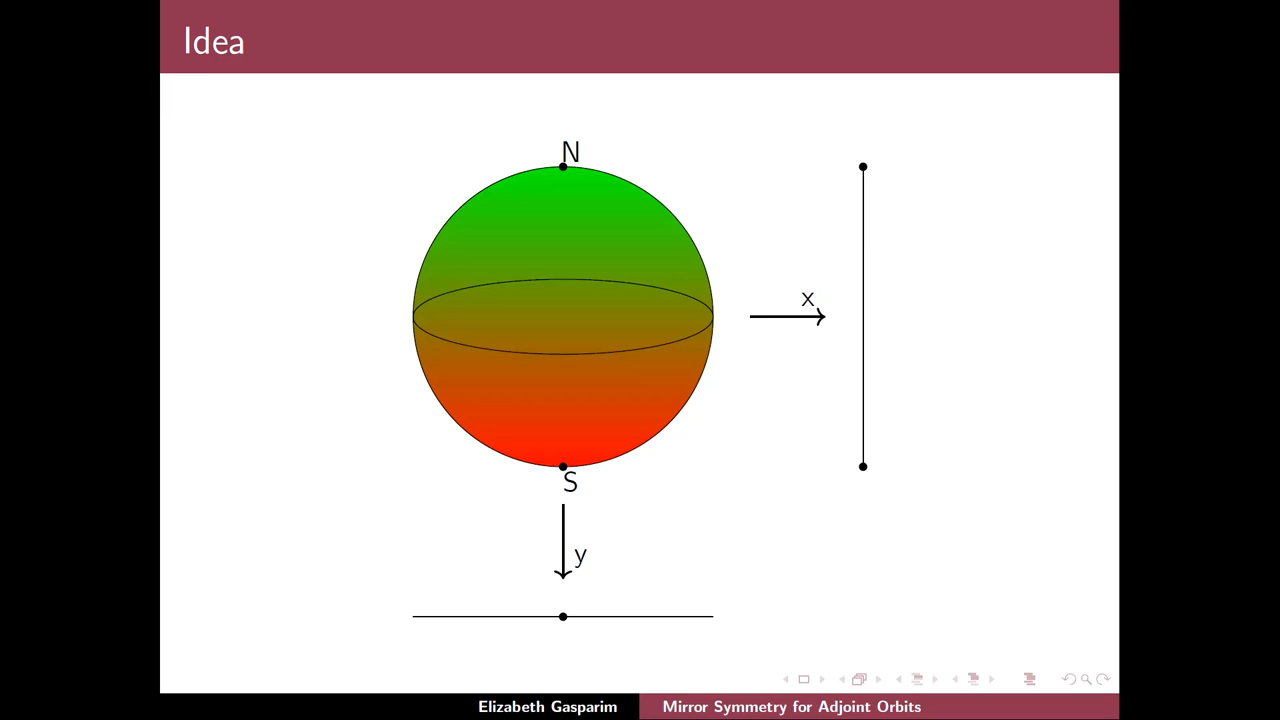 Idea
N
x
S
y
Elizabeth Gasparim
Mirror Symmetry for Adjoint Orbits